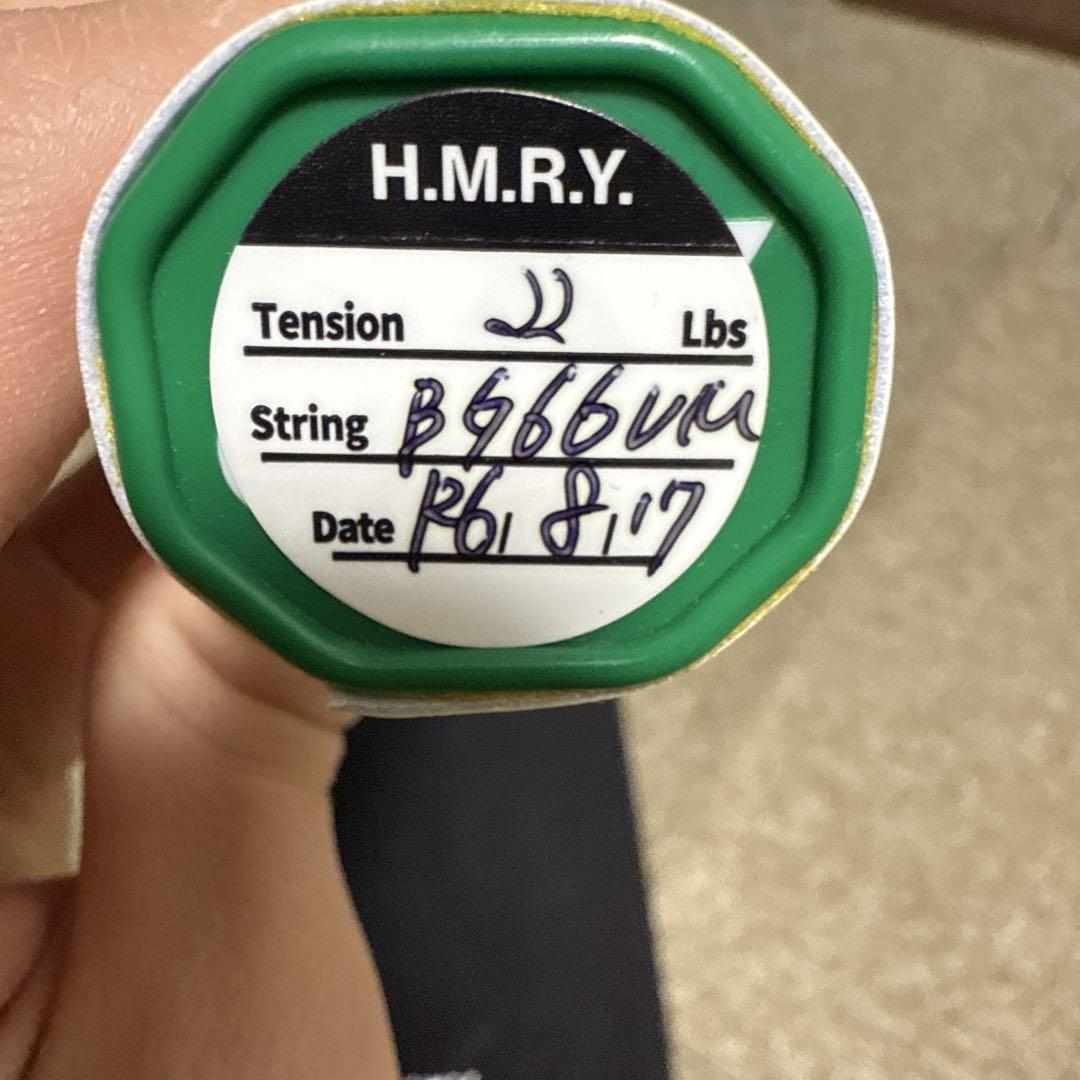 H.M.R.Y.
Tension 22 Lbs
String BG66UM
Date R6/8/17